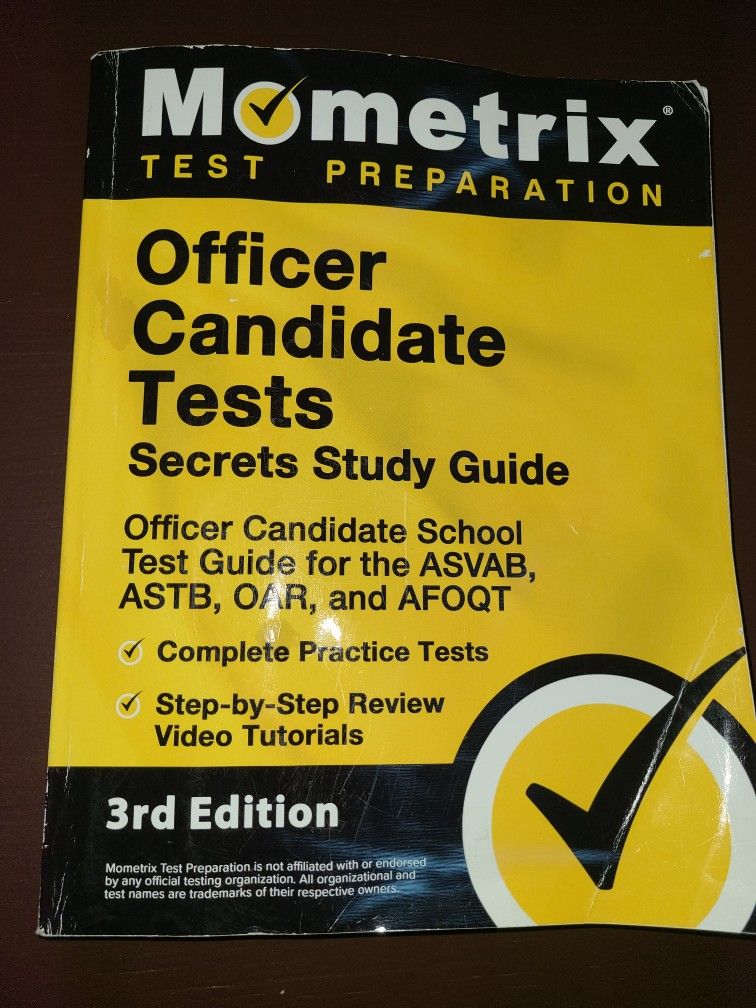 Mometrix®
TEST PREPARATION
Officer
Candidate
Tests
Secrets Study Guide
Officer Candidate School
Test Guide for the ASVAB,
ASTB, OAR, and AFOQT
Complete Practice Tests
Step-by-Step Review
Video Tutorials
3rd Edition
Mometrix Test Preparation is not affiliated with or endorsed
by any official testing organization. All organizational and
test names are trademarks of their respective owners.